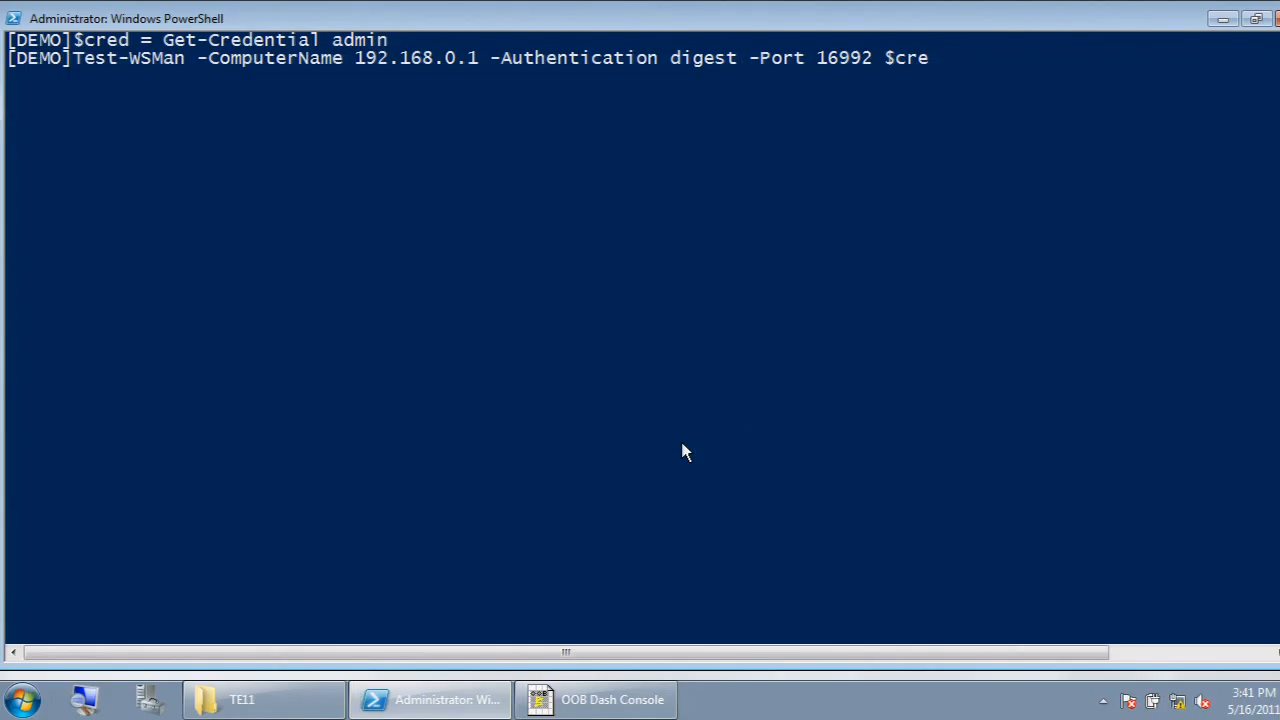 Administrator: Windows PowerShell
[DEMO]$cred = Get-Credential admin
[DEMO]Test-WSMan -ComputerName 192.168.0.1 -Authentication digest -Port 16992 $cre
TE11
Administrator: Wi...
OOB Dash Console
3:41 PM
5/16/2011